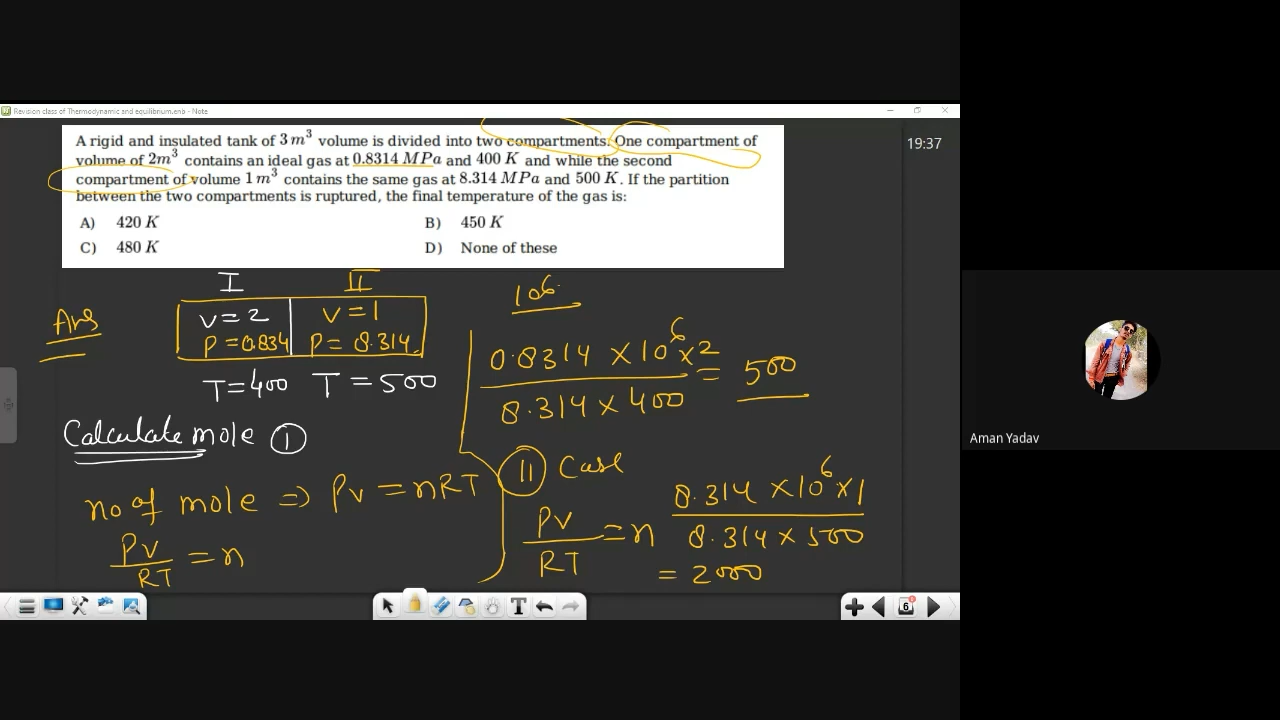 Revision class of Thermodynamic and equilibrium.enb - Note
A rigid and insulated tank of 3 m³ volume is divided into two compartments. One compartment of
volume of 2m³ contains an ideal gas at 0.8314 MPa and 400 K and while the second
compartment of volume 1 m³ contains the same gas at 8.314 MPa and 500 K. If the partition
between the two compartments is ruptured, the final temperature of the gas is:
A) 420 K B) 450 K
C) 480 K D) None of these
19:37
I II
Ans
V = 2 V = 1
P = 0.834 P = 8.314
T = 400 T = 500
Calculate mole ①
no of mole ⇒ PV = nRT
PV/RT = n
106
0.8314 × 10⁶ × 2 / 8.314 × 400 = 500
II Case
PV/RT = n 8.314 × 10⁶ × 1 / 8.314 × 500
= 2000
T
6
Aman Yadav